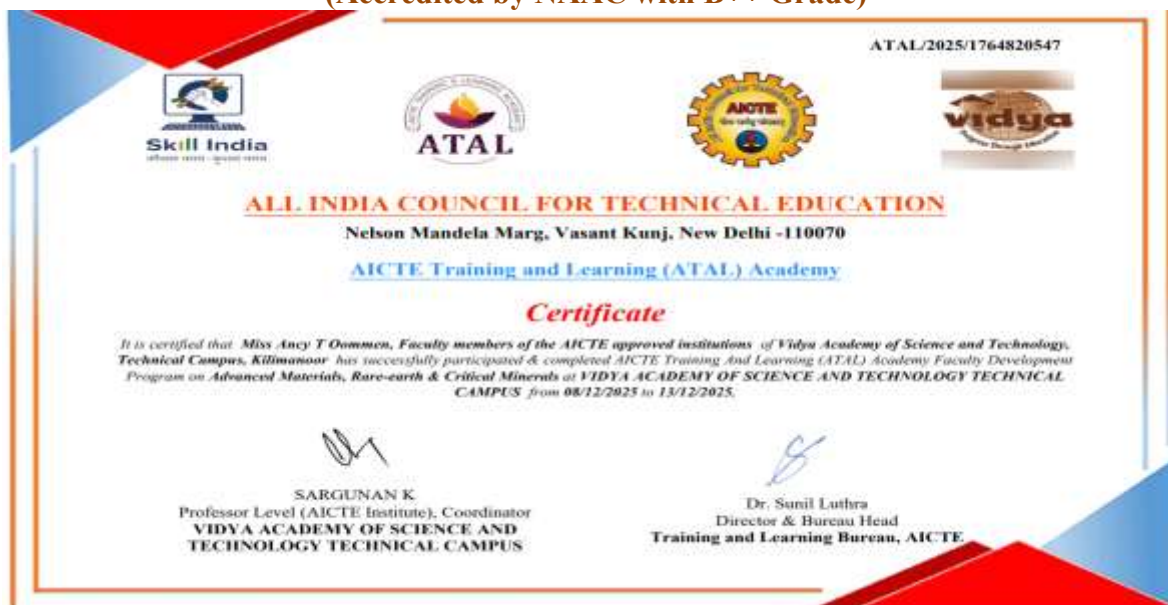 (Accredited by NAAC with B++ Grade)
ATAL/2025/1764820547
Skill India
ATAL
AICTE
vidya
Progress Through Education
ALL INDIA COUNCIL FOR TECHNICAL EDUCATION
Nelson Mandela Marg, Vasant Kunj, New Delhi -110070
AICTE Training and Learning (ATAL) Academy
Certificate
It is certified that Miss Ancy T Oommen, Faculty members of the AICTE approved institutions of Vidya Academy of Science and Technology,
Technical Campus, Kilimanoor has successfully participated & completed AICTE Training And Learning (ATAL) Academy Faculty Development
Program on Advanced Materials, Rare-earth & Critical Minerals at VIDYA ACADEMY OF SCIENCE AND TECHNOLOGY TECHNICAL
CAMPUS from 08/12/2025 to 13/12/2025.
SARGUNAN K
Professor Level (AICTE Institute), Coordinator
VIDYA ACADEMY OF SCIENCE AND
TECHNOLOGY TECHNICAL CAMPUS
Dr. Sunil Luthra
Director & Bureau Head
Training and Learning Bureau, AICTE